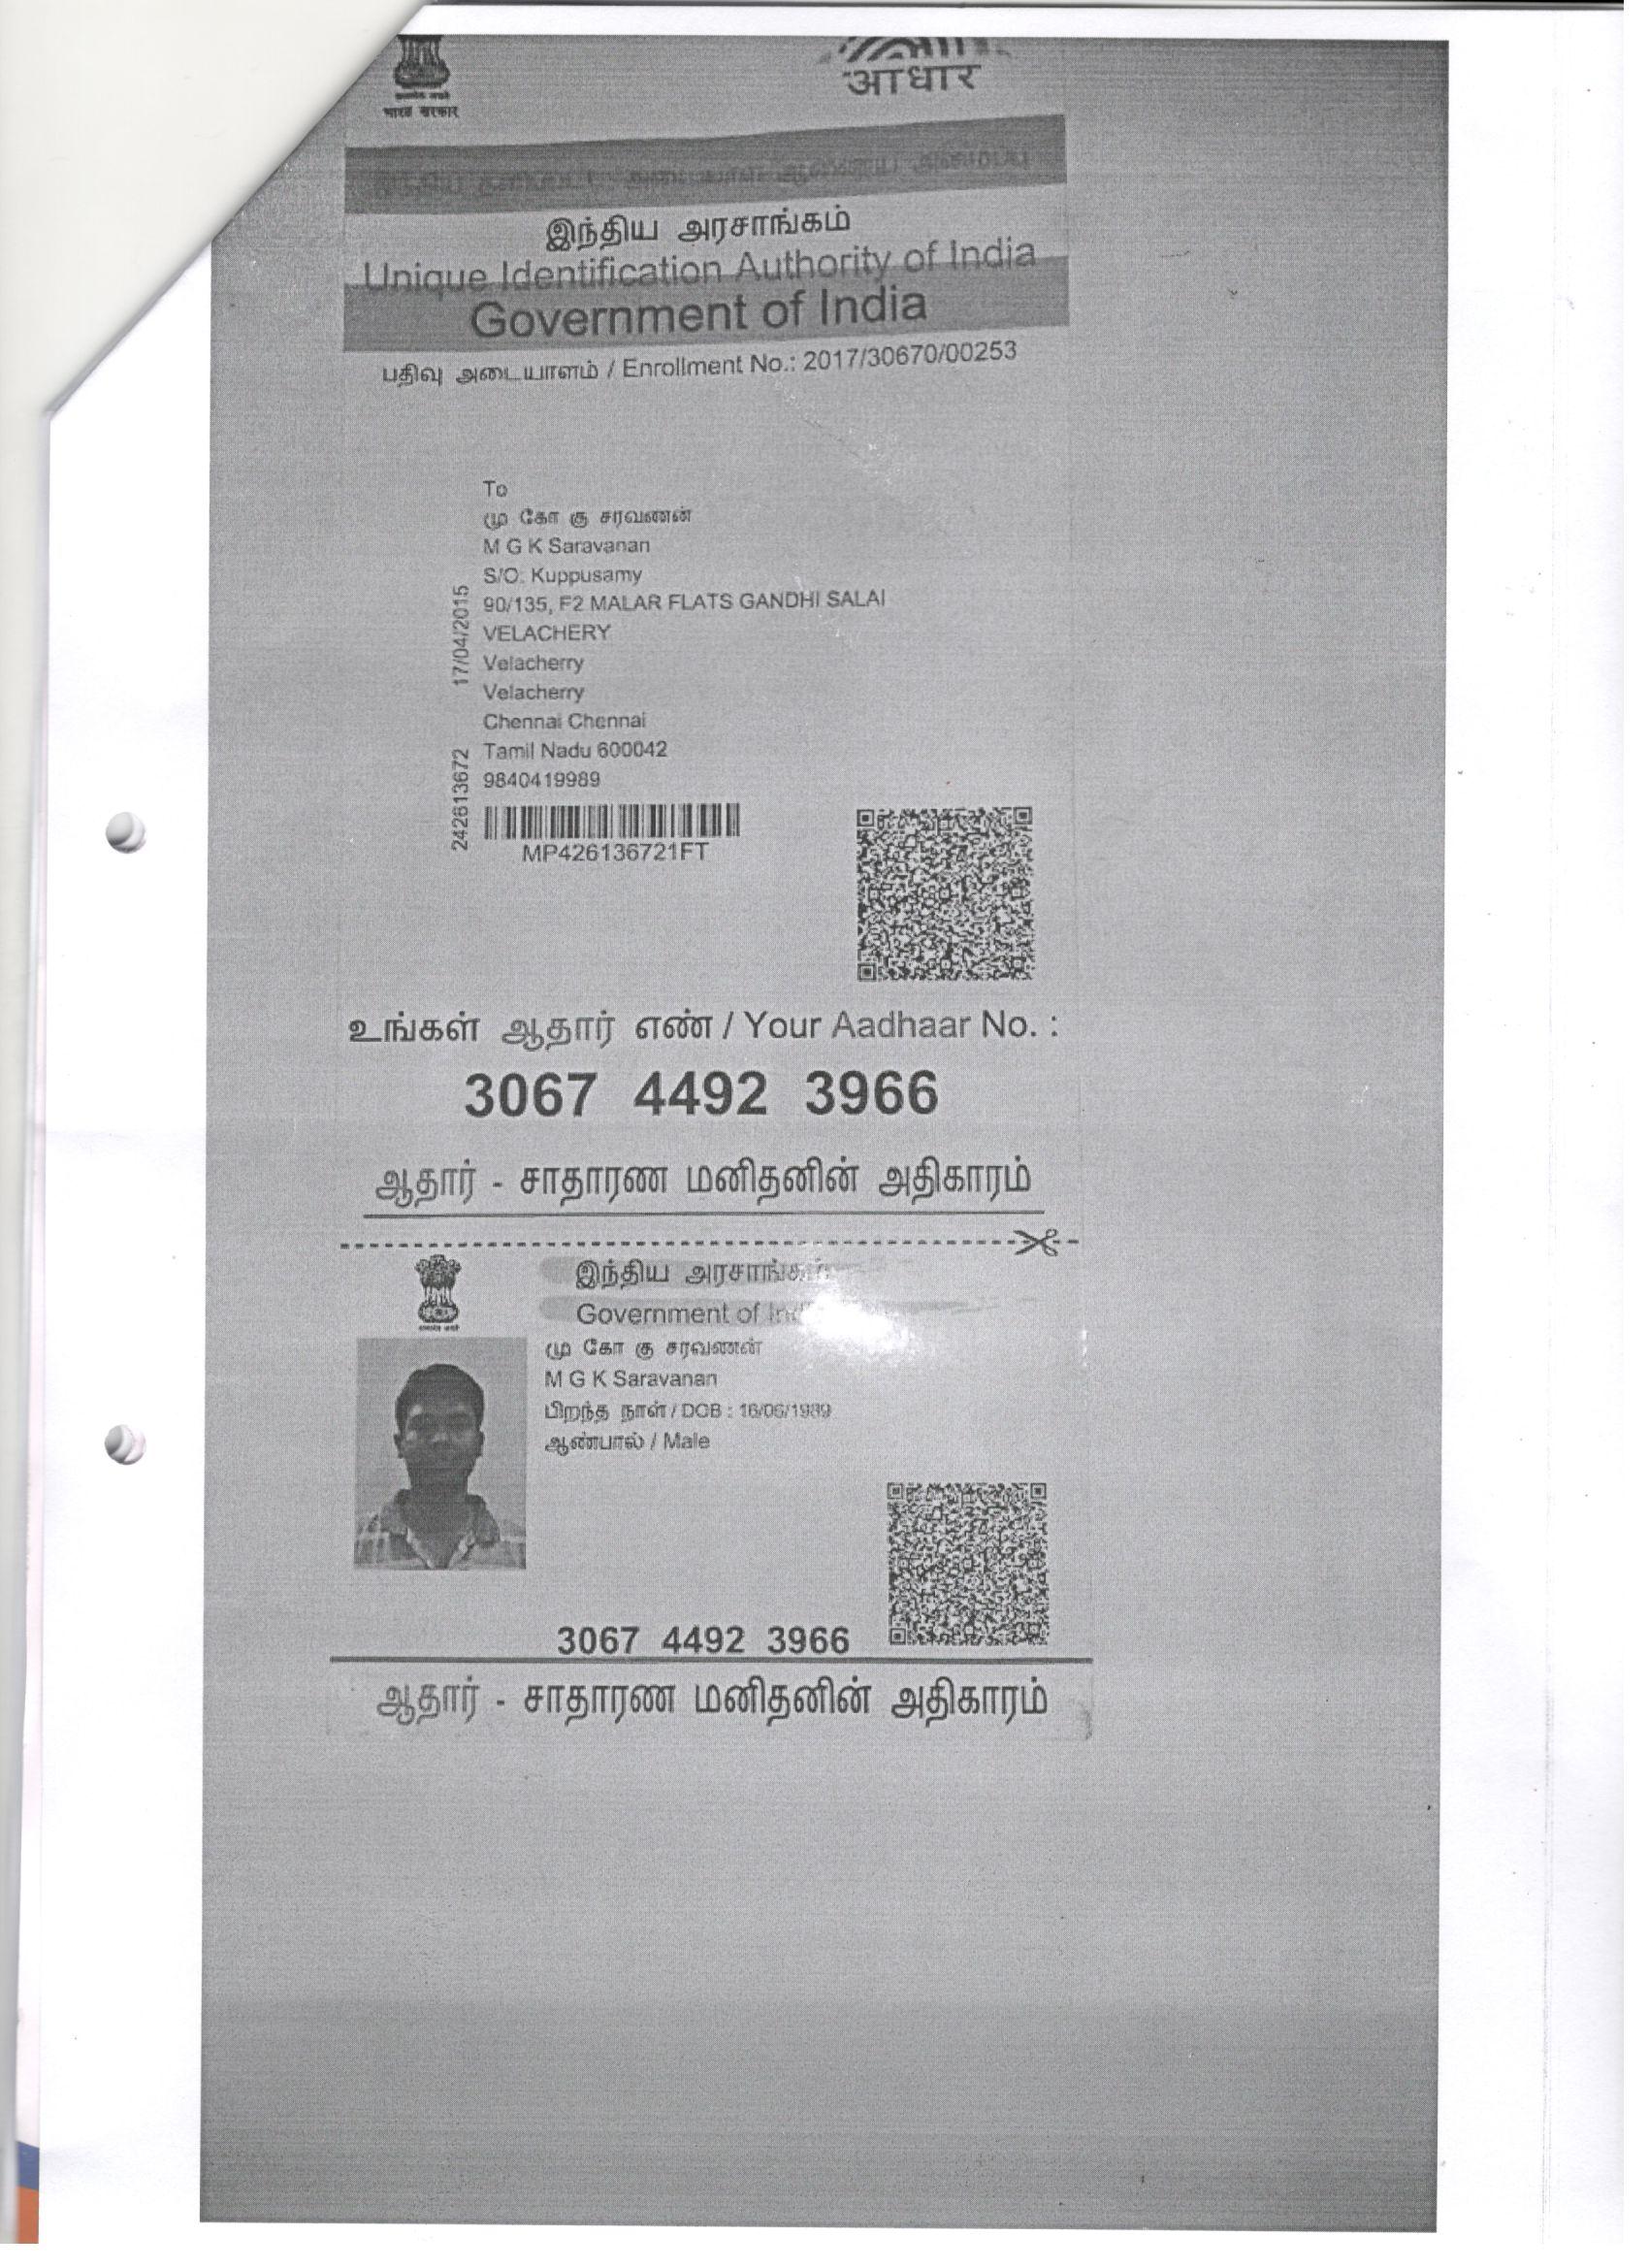 भारत सरकार
आधार
இந்திய அரசாங்கம்
Unique Identification Authority of India
Government of India
பதிவு அடையாளம் / Enrollment No.: 2017/30670/00253
To
மு கோ கு சரவணன்
M G K Saravanan
S/O: Kuppusamy
90/135, F2 MALAR FLATS GANDHI SALAI
VELACHERY
Velacherry
Velacherry
Chennai Chennai
Tamil Nadu 600042
9840419989
242613672 17/04/2015
MP426136721FT
உங்கள் ஆதார் எண் / Your Aadhaar No. :
3067 4492 3966
ஆதார் - சாதாரண மனிதனின் அதிகாரம்
இந்திய அரசாங்கம்
Government of India
மு கோ கு சரவணன்
M G K Saravanan
பிறந்த நாள் / DOB : 16/06/1989
ஆண்பால் / Male
3067 4492 3966
ஆதார் - சாதாரண மனிதனின் அதிகாரம்